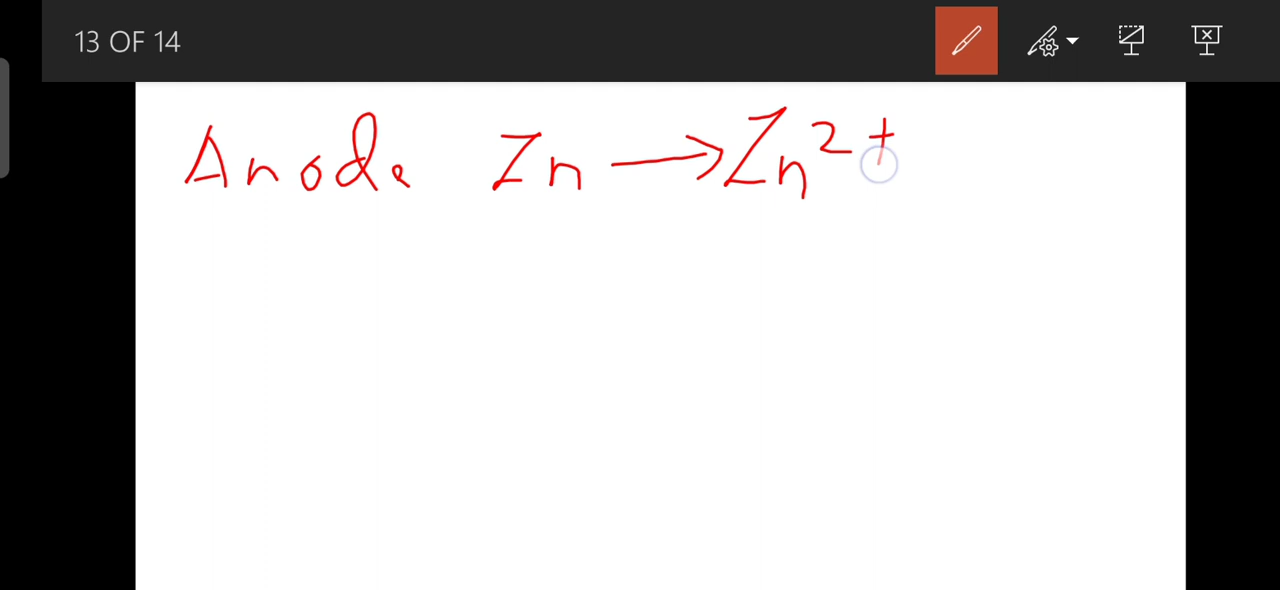 13 OF 14
Anode Zn → Zn²⁺